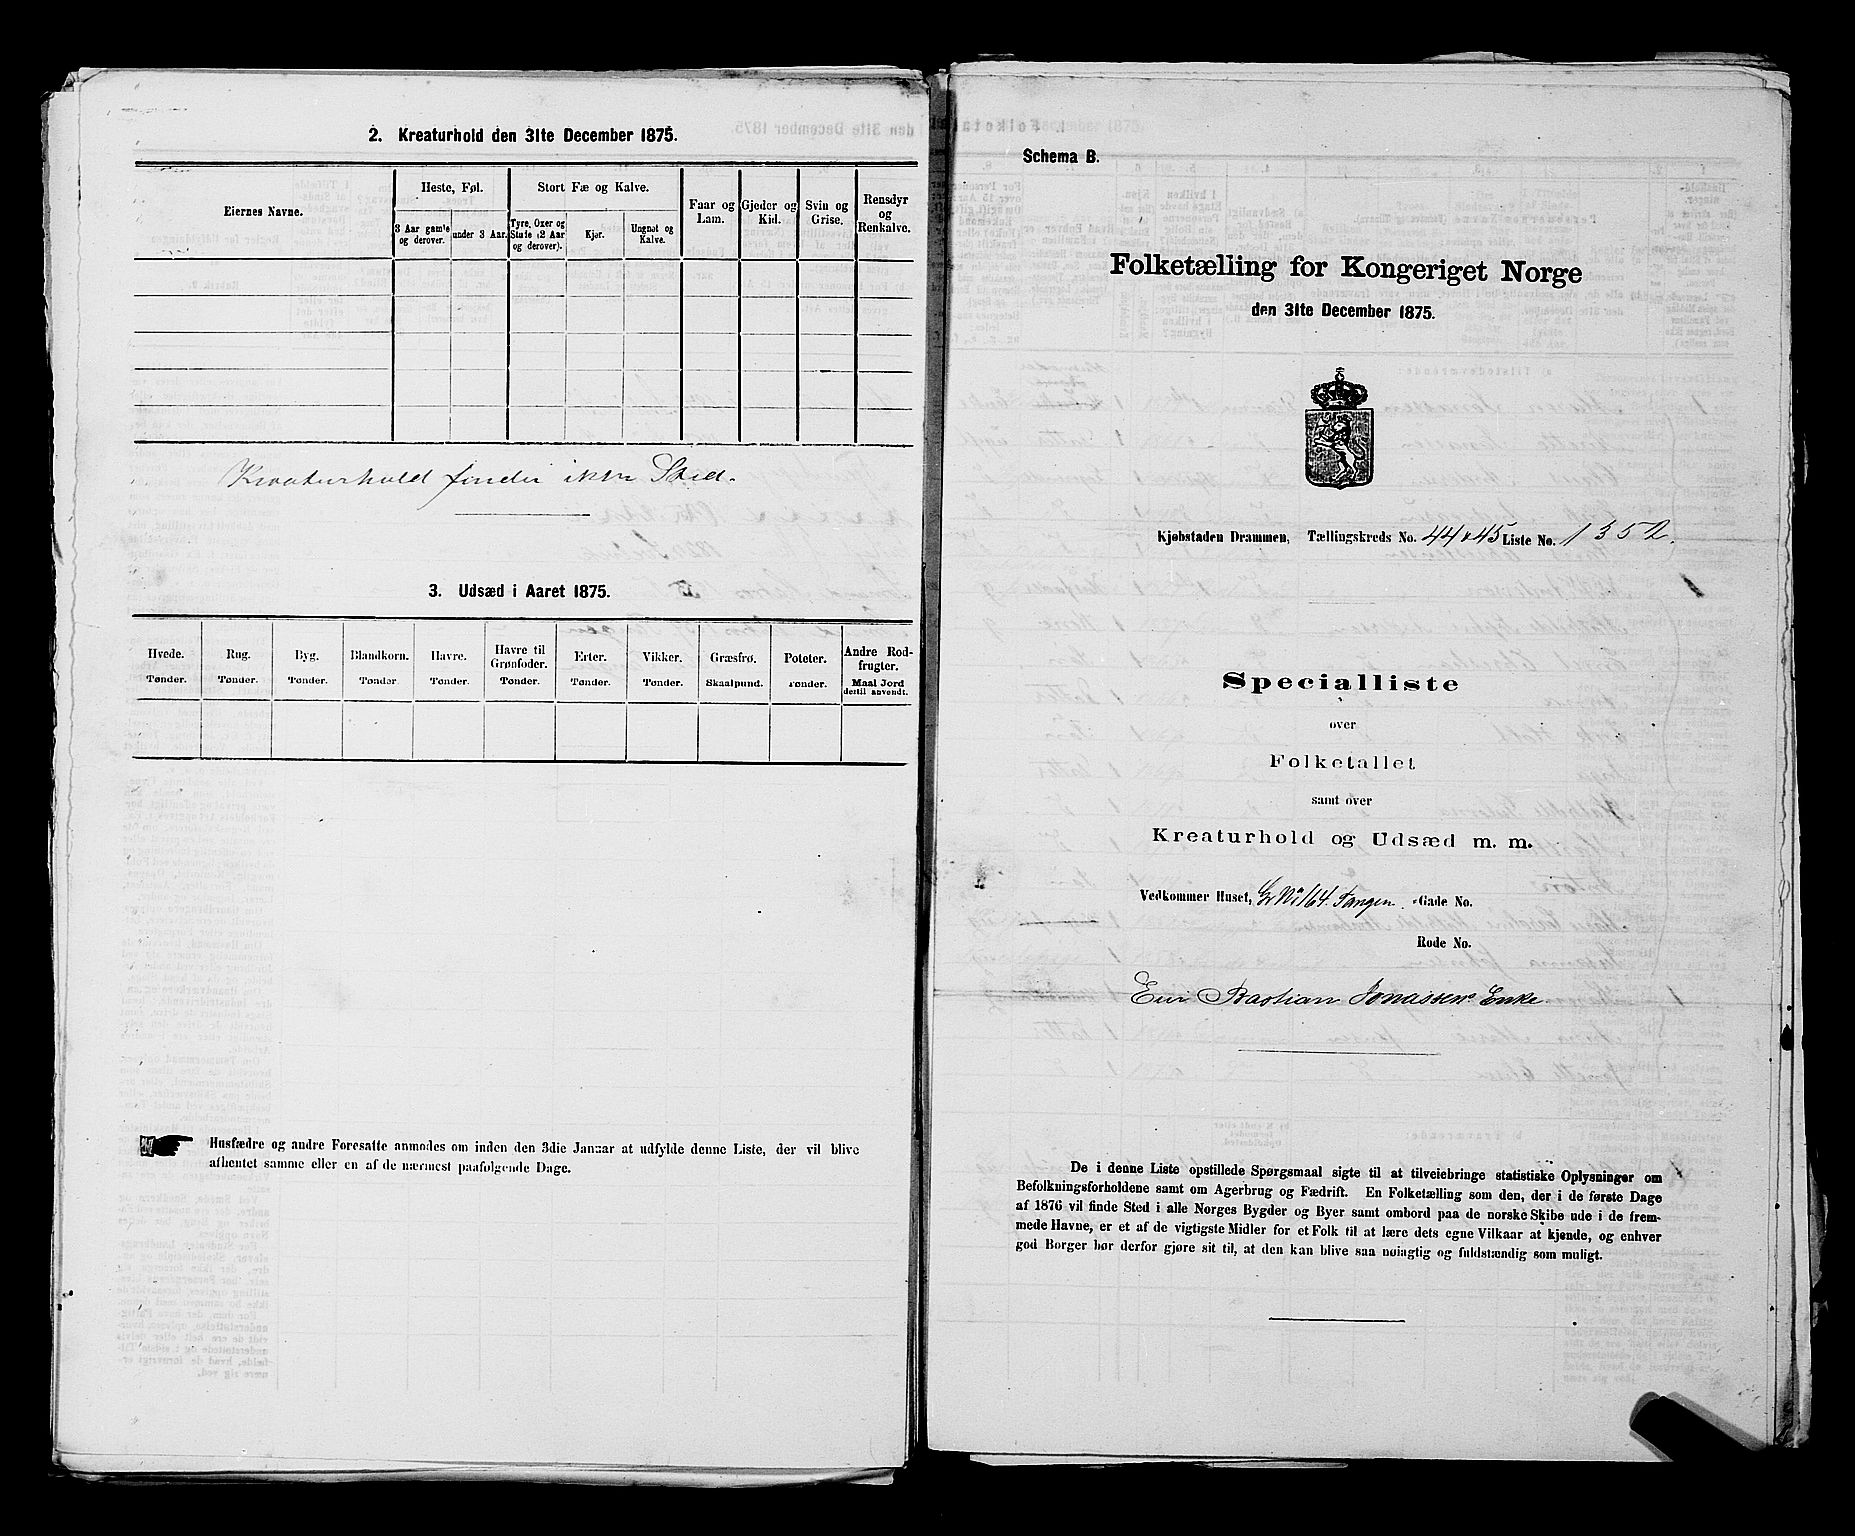 2. Kreaturhold den 31te December 1875.
Eiernes Navne.
Heste, Føl.
3 Aar gamle og derover.
under 3 Aar.
Stort Fæ og Kalve.
Tyre, Oxer og Stute (2 Aar og derover).
Kjør.
Ungnøt og Kalve.
Faar og Lam.
Gjeder og Kid.
Svin og Grise.
Rensdyr og Renkalve.
Kreaturhold finder ikke Sted.
3. Udsæd i Aaret 1875.
Hvede. Tønder.
Rug. Tønder.
Byg. Tønder.
Blandkorn. Tønder.
Havre. Tønder.
Havre til Grønfoder. Tønder.
Erter. Tønder.
Vikker. Tønder.
Græsfrø. Skaalpund.
Poteter. Tønder.
Andre Rodfrugter. Maal Jord dertil anvendt.
Husfædre og andre Foresatte anmodes om inden den 3die Januar at udfylde denne Liste, der vil blive
afhentet samme eller en af de nærmest paafølgende Dage.
Schema B.
Folketælling for Kongeriget Norge
den 31te December 1875.
Kjøbstaden Drammen, Tællingskreds No. 44 & 45 Liste No. 1352.
Specialliste
over
Folketallet
samt over
Kreaturhold og Udsæd m. m.
Vedkommer Huset, Gr No 164. Tangen. -Gade No.
Rode No.
Eier Bastian Jonassens Enke.
De i denne Liste opstillede Spørgsmaal sigte til at tilveiebringe statistiske Oplysninger om
Befolkningsforholdene samt om Agerbrug og Fædrift. En Folketælling som den, der i de første Dage
af 1876 vil finde Sted i alle Norges Bygder og Byer samt ombord paa de norske Skibe ude i de frem-
mede Havne, er et af de vigtigste Midler for et Folk til at lære dets egne Vilkaar at kjende, og enhver
god Borger bør derfor gjøre sit til, at den kan blive saa nøiagtig og fuldstændig som muligt.